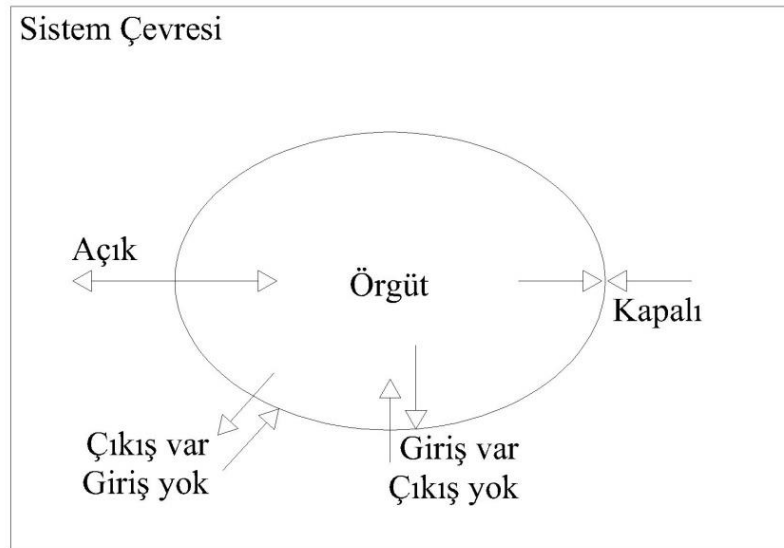 Sistem Çevresi
Açık
Örgüt
Kapalı
Çıkış var
Giriş yok
Giriş var
Çıkış yok